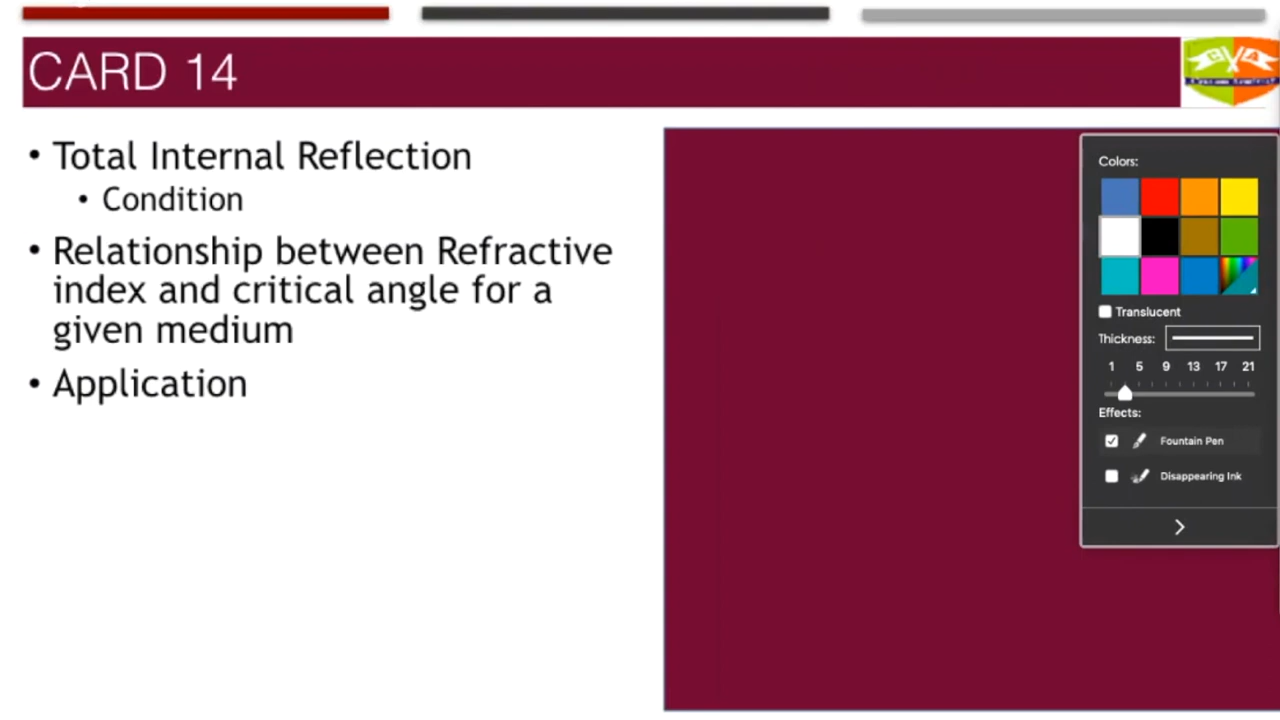 CARD 14
• Total Internal Reflection
• Condition
• Relationship between Refractive
index and critical angle for a
given medium
• Application
Colors:
Translucent
Thickness:
1 5 9 13 17 21
Effects:
Fountain Pen
Disappearing Ink